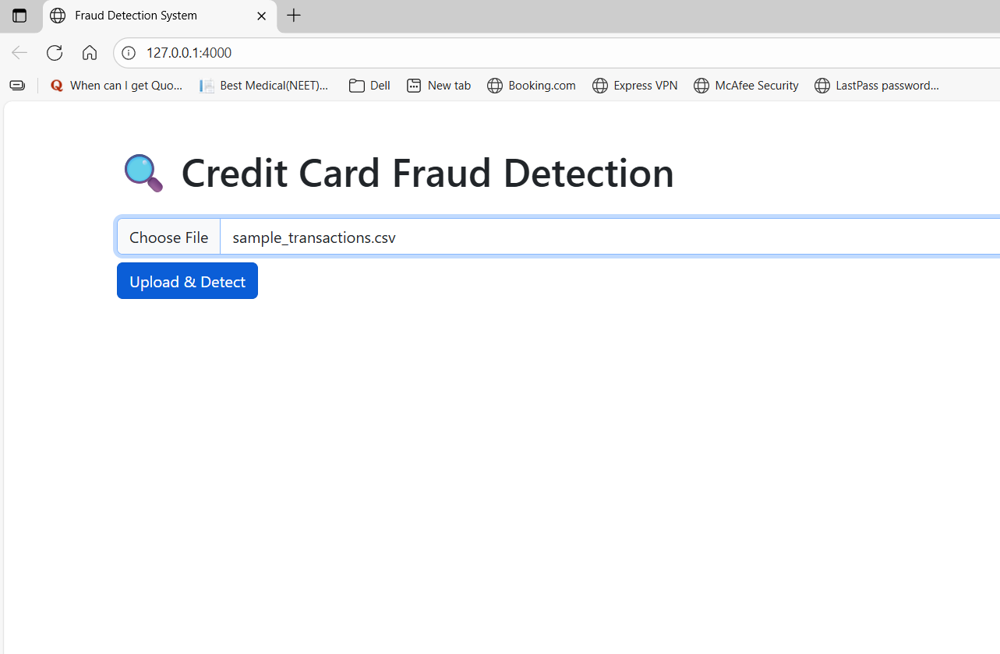 Fraud Detection System
127.0.0.1:4000
When can I get Quo... Best Medical(NEET)... Dell New tab Booking.com Express VPN McAfee Security LastPass password...
Credit Card Fraud Detection
Choose File sample_transactions.csv
Upload & Detect